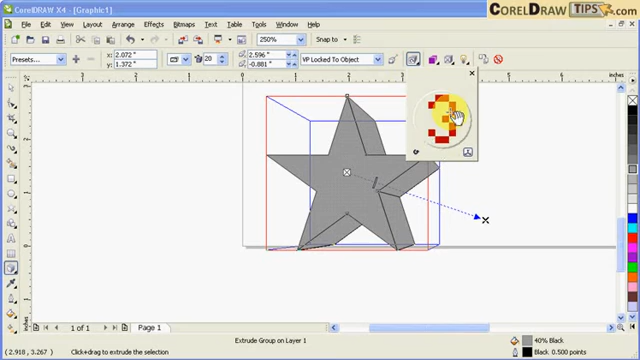 CorelDRAW X4 - [Graphic1]
CORELDRAW TIPS.com
File Edit View Layout Arrange Effects Bitmaps Text Table Tools Window Help
250% Snap to
Presets... x: 2.072 " y: 1.372 " 20 2.596 " -0.881 " VP Locked To Object
inches
1 of 1 Page 1
Extrude Group on Layer 1
40% Black
(2.918, 3.267) Click+drag to extrude the selection Black 0.500 points